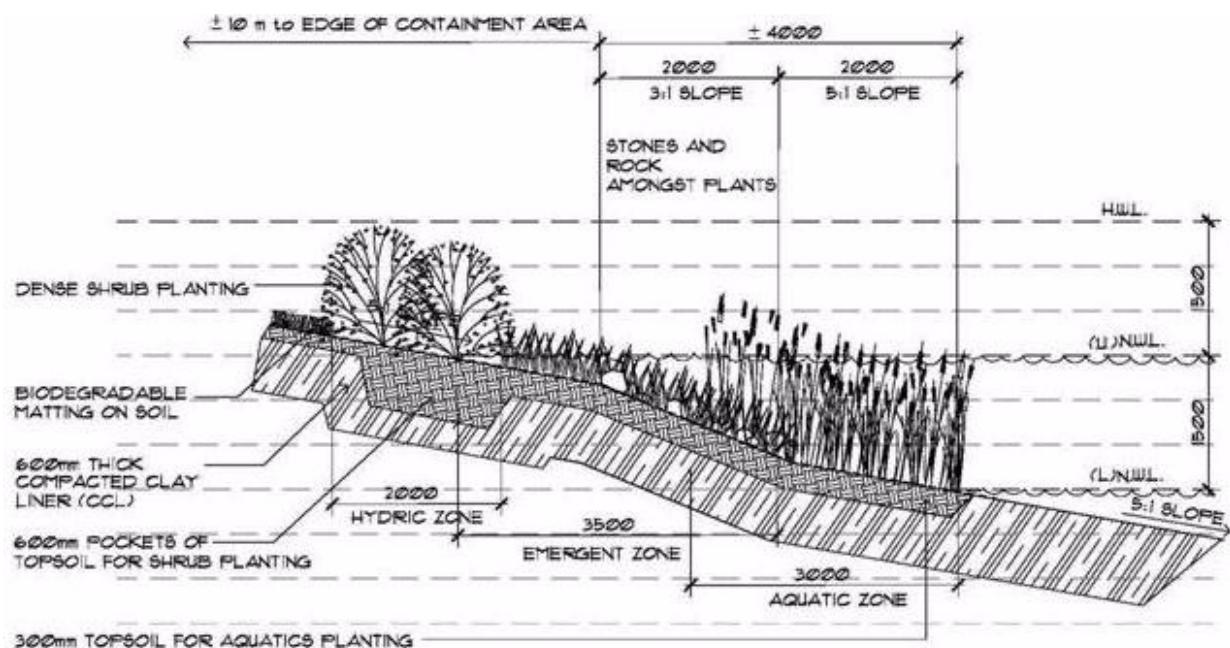 ± 10 m to EDGE OF CONTAINMENT AREA
± 4000
2000
2000
3:1 SLOPE
5:1 SLOPE
STONES AND
ROCK
AMONGST PLANTS
H.W.L.
1500
DENSE SHRUB PLANTING
(U)N.W.L.
1500
BIODEGRADABLE
MATTING ON SOIL
600mm THICK
COMPACTED CLAY
LINER (CCL)
(L)N.W.L.
5:1 SLOPE
2000
HYDRIC ZONE
3500
EMERGENT ZONE
600mm POCKETS OF
TOPSOIL FOR SHRUB PLANTING
3000
AQUATIC ZONE
300mm TOPSOIL FOR AQUATICS PLANTING